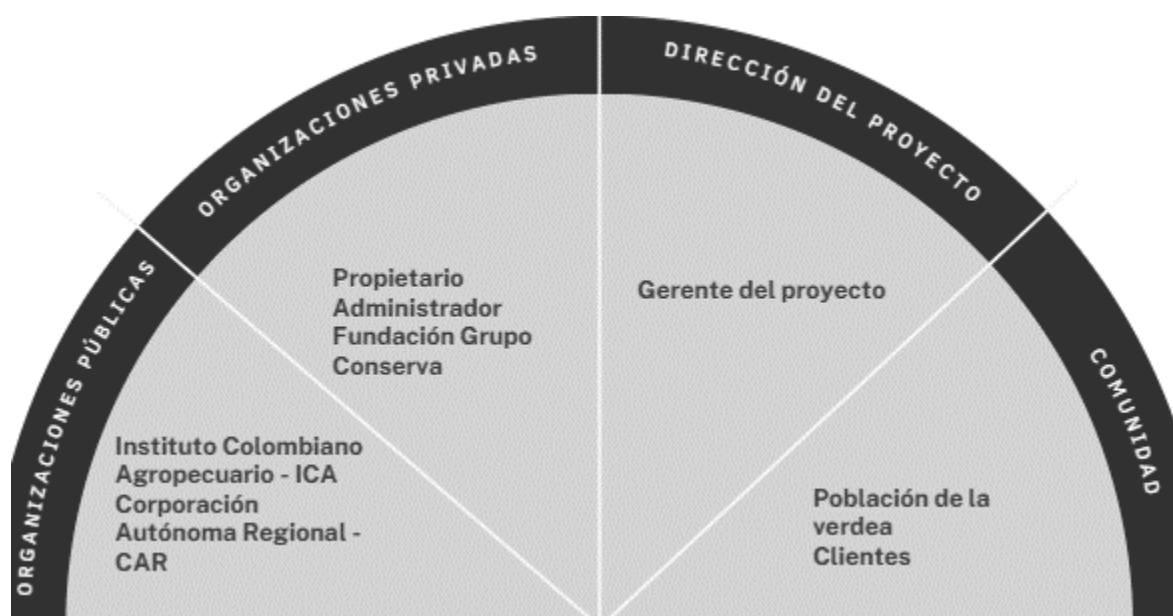 ORGANIZACIONES PÚBLICAS
Instituto Colombiano
Agropecuario - ICA
Corporación
Autónoma Regional -
CAR
ORGANIZACIONES PRIVADAS
Propietario
Administrador
Fundación Grupo
Conserva
DIRECCIÓN DEL PROYECTO
Gerente del proyecto
COMUNIDAD
Población de la
verdea
Clientes